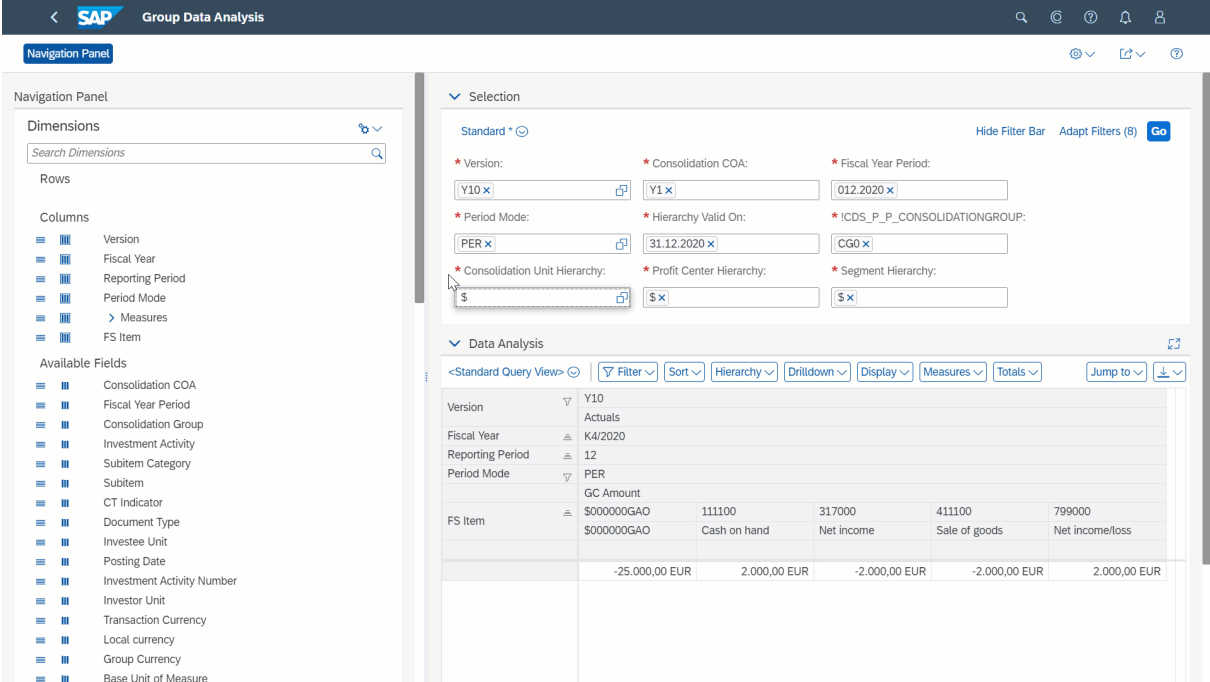 SAP Group Data Analysis
Navigation Panel
Navigation Panel
Dimensions
Search Dimensions
Rows
Columns
Version
Fiscal Year
Reporting Period
Period Mode
Measures
FS Item
Available Fields
Consolidation COA
Fiscal Year Period
Consolidation Group
Investment Activity
Subitem Category
Subitem
CT Indicator
Document Type
Investee Unit
Posting Date
Investment Activity Number
Investor Unit
Transaction Currency
Local currency
Group Currency
Base Unit of Measure
Selection
Standard * Hide Filter Bar Adapt Filters (8) Go
* Version: * Consolidation COA: * Fiscal Year Period:
Y10 Y1 012.2020
* Period Mode: * Hierarchy Valid On: * !CDS_P_P_CONSOLIDATIONGROUP:
PER 31.12.2020 CG0
* Consolidation Unit Hierarchy: * Profit Center Hierarchy: * Segment Hierarchy:
$ $ $
Data Analysis
<Standard Query View> Filter Sort Hierarchy Drilldown Display Measures Totals Jump to
Version Y10
Actuals
Fiscal Year K4/2020
Reporting Period 12
Period Mode PER
GC Amount
FS Item $000000GAO 111100 317000 411100 799000
$000000GAO Cash on hand Net income Sale of goods Net income/loss
-25.000,00 EUR 2.000,00 EUR -2.000,00 EUR -2.000,00 EUR 2.000,00 EUR